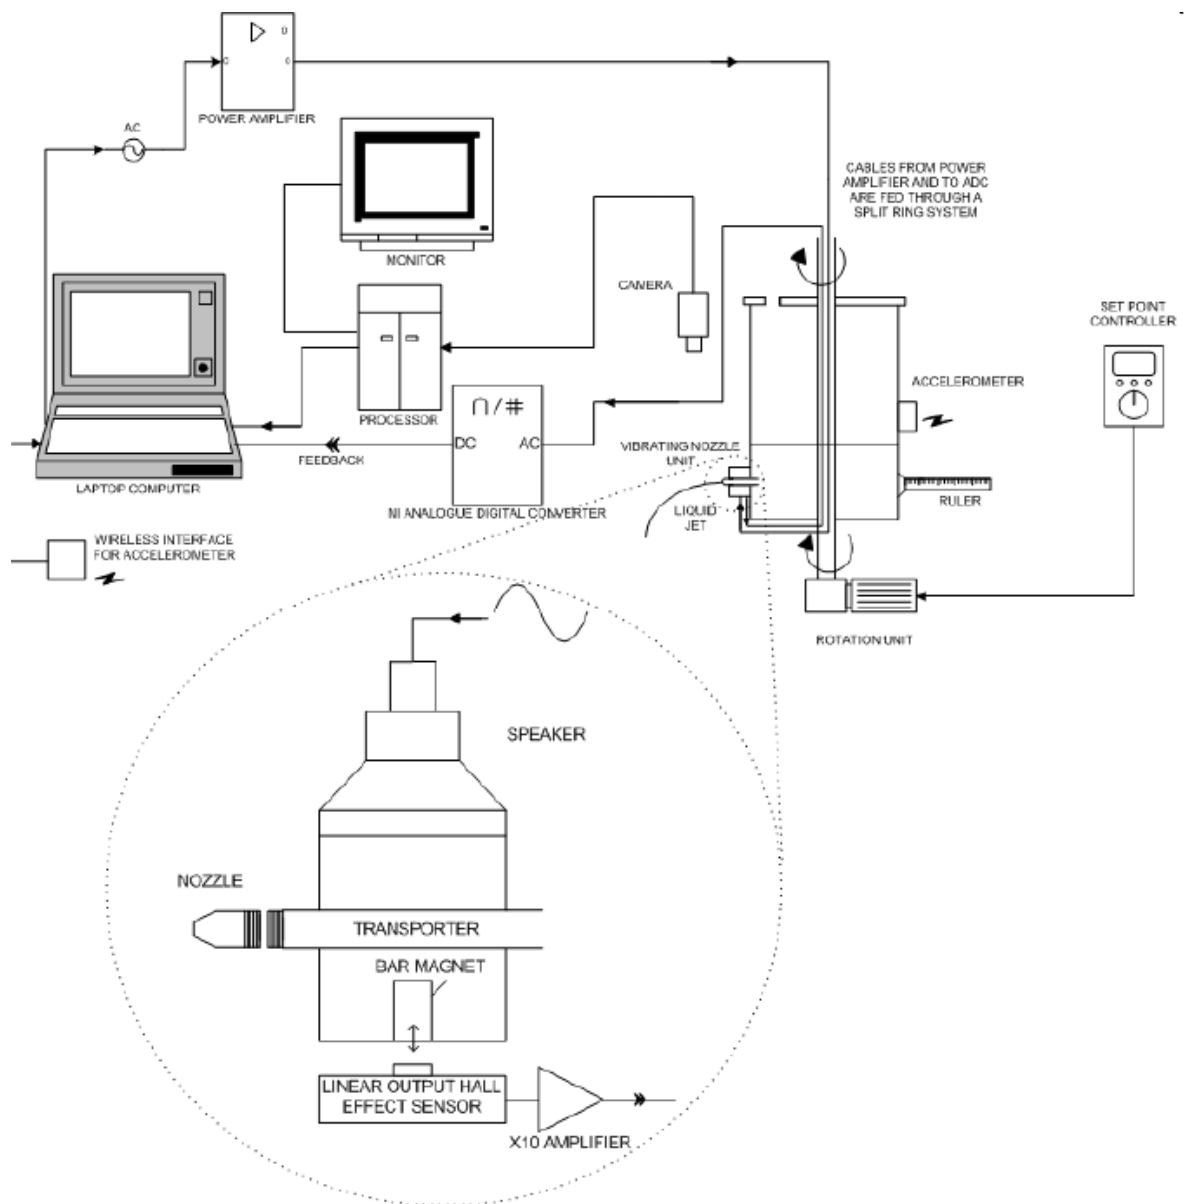 POWER AMPLIFIER
AC
CABLES FROM POWER
AMPLIFIER AND TO ADC
ARE FED THROUGH A
SPLIT RING SYSTEM
MONITOR
CAMERA
SET POINT
CONTROLLER
ACCELEROMETER
PROCESSOR
∩/#
DC
AC
FEEDBACK
VIBRATING NOZZLE
UNIT
LAPTOP COMPUTER
RULER
NI ANALOGUE DIGITAL CONVERTER
LIQUID
JET
WIRELESS INTERFACE
FOR ACCELEROMETER
ROTATION UNIT
SPEAKER
NOZZLE
TRANSPORTER
BAR MAGNET
LINEAR OUTPUT HALL
EFFECT SENSOR
X10 AMPLIFIER